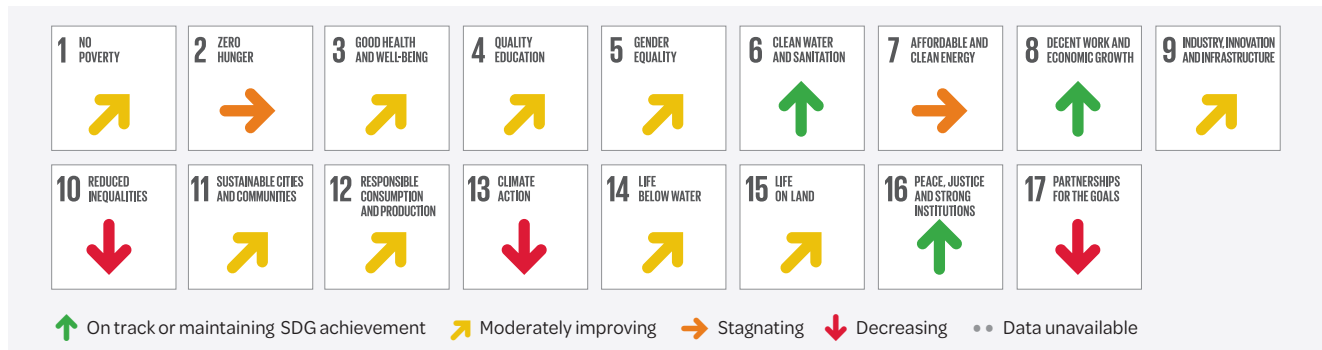 1 NO
POVERTY
2 ZERO
HUNGER
3 GOOD HEALTH
AND WELL-BEING
4 QUALITY
EDUCATION
5 GENDER
EQUALITY
6 CLEAN WATER
AND SANITATION
7 AFFORDABLE AND
CLEAN ENERGY
8 DECENT WORK AND
ECONOMIC GROWTH
9 INDUSTRY, INNOVATION
AND INFRASTRUCTURE
10 REDUCED
INEQUALITIES
11 SUSTAINABLE CITIES
AND COMMUNITIES
12 RESPONSIBLE
CONSUMPTION
AND PRODUCTION
13 CLIMATE
ACTION
14 LIFE
BELOW WATER
15 LIFE
ON LAND
16 PEACE, JUSTICE
AND STRONG
INSTITUTIONS
17 PARTNERSHIPS
FOR THE GOALS
On track or maintaining SDG achievement Moderately improving Stagnating Decreasing Data unavailable